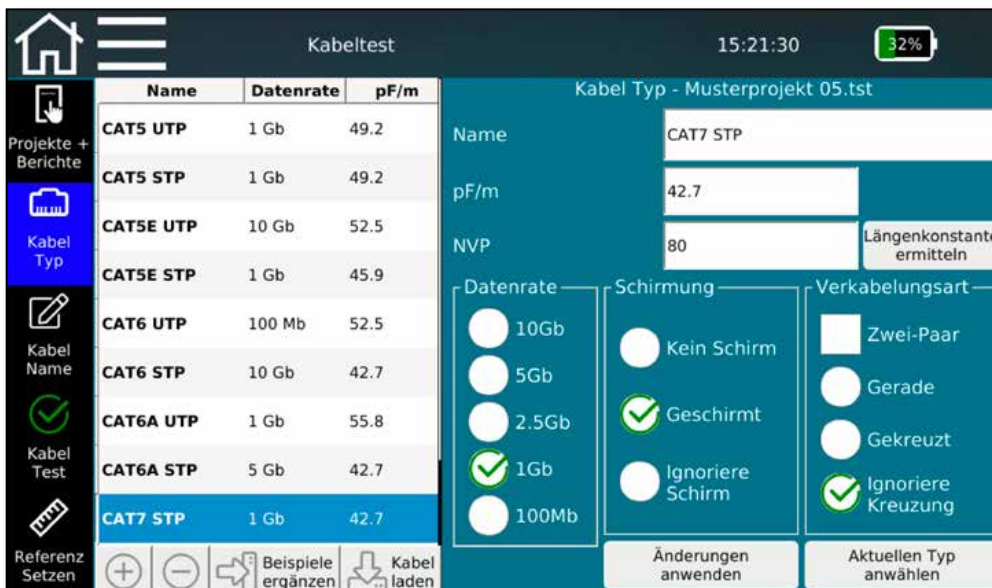 Kabeltest
15:21:30
32%
Projekte +
Berichte
Kabel
Typ
Kabel
Name
Kabel
Test
Referenz
Setzen
Name Datenrate pF/m
CAT5 UTP 1 Gb 49.2
CAT5 STP 1 Gb 49.2
CAT5E UTP 10 Gb 52.5
CAT5E STP 1 Gb 45.9
CAT6 UTP 100 Mb 52.5
CAT6 STP 10 Gb 42.7
CAT6A UTP 1 Gb 55.8
CAT6A STP 5 Gb 42.7
CAT7 STP 1 Gb 42.7
Beispiele
ergänzen
Kabel
laden
Kabel Typ - Musterprojekt 05.tst
Name CAT7 STP
pF/m 42.7
NVP 80
Längenkonstante
ermitteln
Datenrate
10Gb
5Gb
2.5Gb
1Gb
100Mb
Schirmung
Kein Schirm
Geschirmt
Ignoriere
Schirm
Verkabelungsart
Zwei-Paar
Gerade
Gekreuzt
Ignoriere
Kreuzung
Änderungen
anwenden
Aktuellen Typ
anwählen